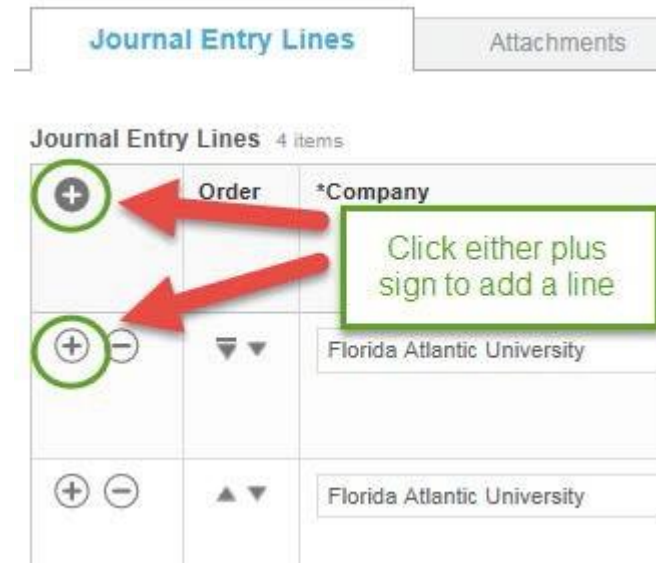 Journal Entry Lines
Attachments
Journal Entry Lines 4 items
Order
*Company
Click either plus
sign to add a line
Florida Atlantic University
Florida Atlantic University